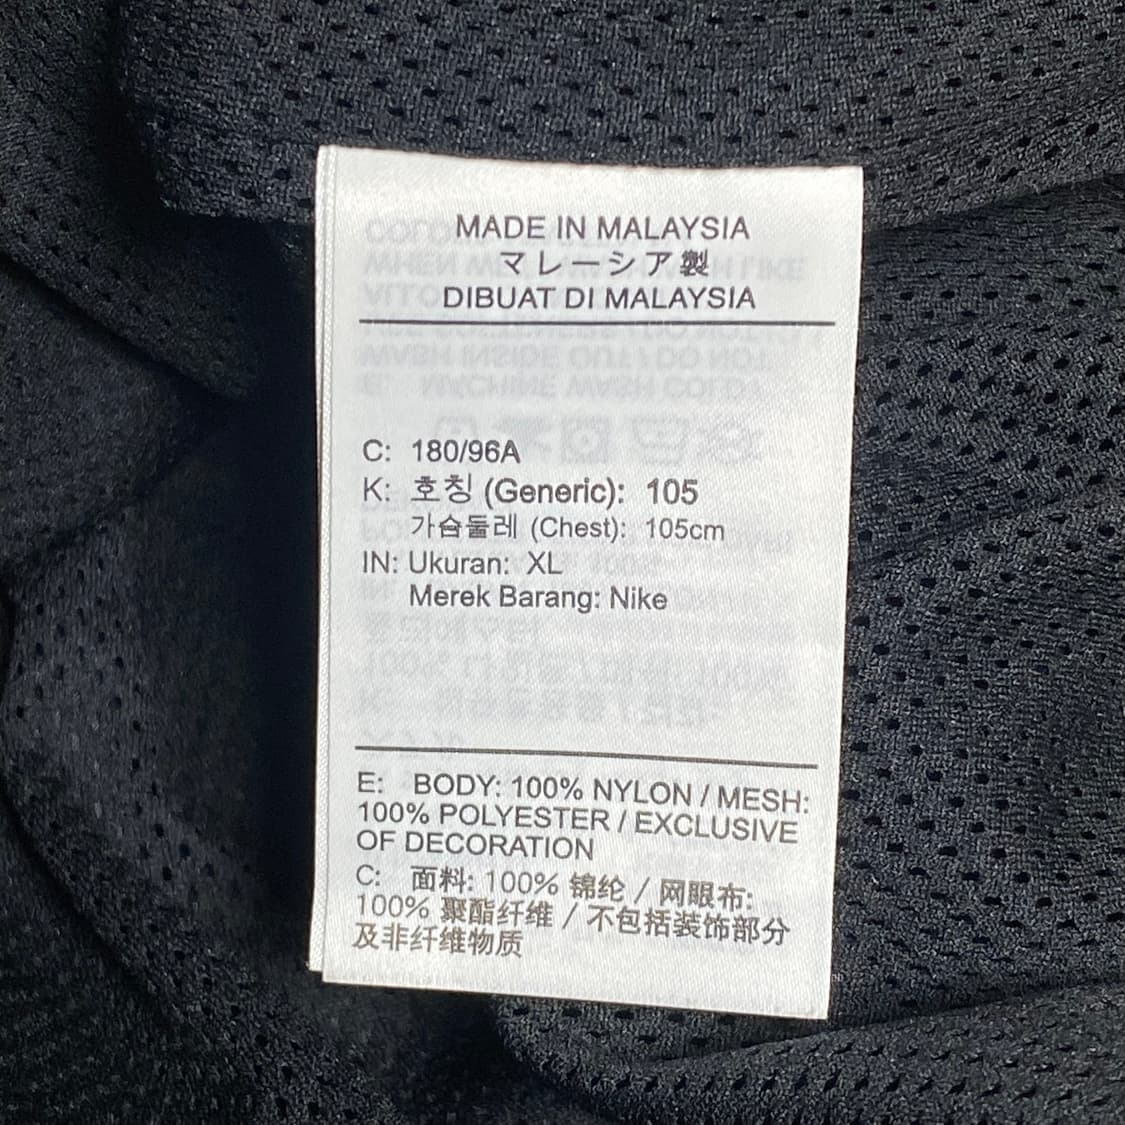 MADE IN MALAYSIA
マレーシア製
DIBUAT DI MALAYSIA
C: 180/96A
K: 호칭 (Generic): 105
가슴둘레 (Chest): 105cm
IN: Ukuran: XL
Merek Barang: Nike
E: BODY: 100% NYLON / MESH:
100% POLYESTER / EXCLUSIVE
OF DECORATION
C: 面料: 100% 锦纶 / 网眼布:
100% 聚酯纤维 / 不包括装饰部分
及非纤维物质